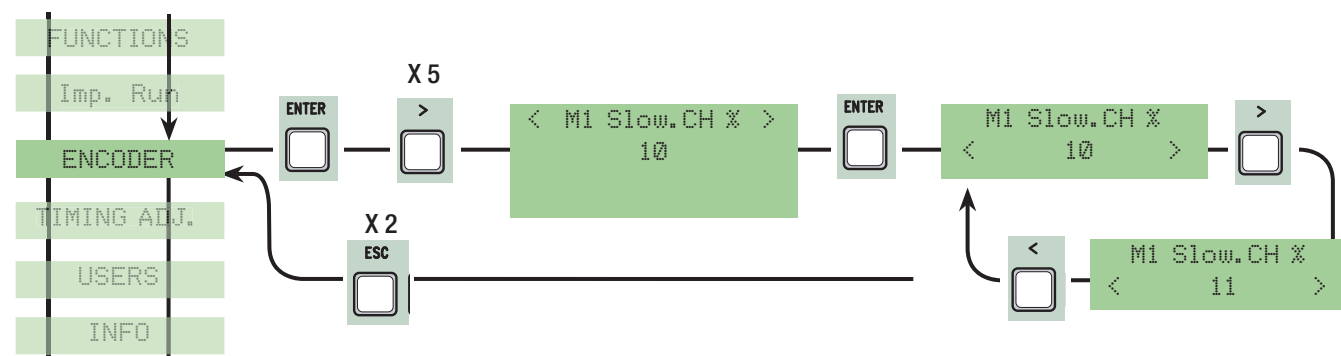 FUNCTIONS
Imp. Run
ENCODER
TIMING ADJ.
USERS
INFO
ENTER
X 5
>
< M1 Slow.CH % >
10
ENTER
M1 Slow.CH %
< 10 >
>
X 2
ESC
<
M1 Slow.CH %
< 11 >